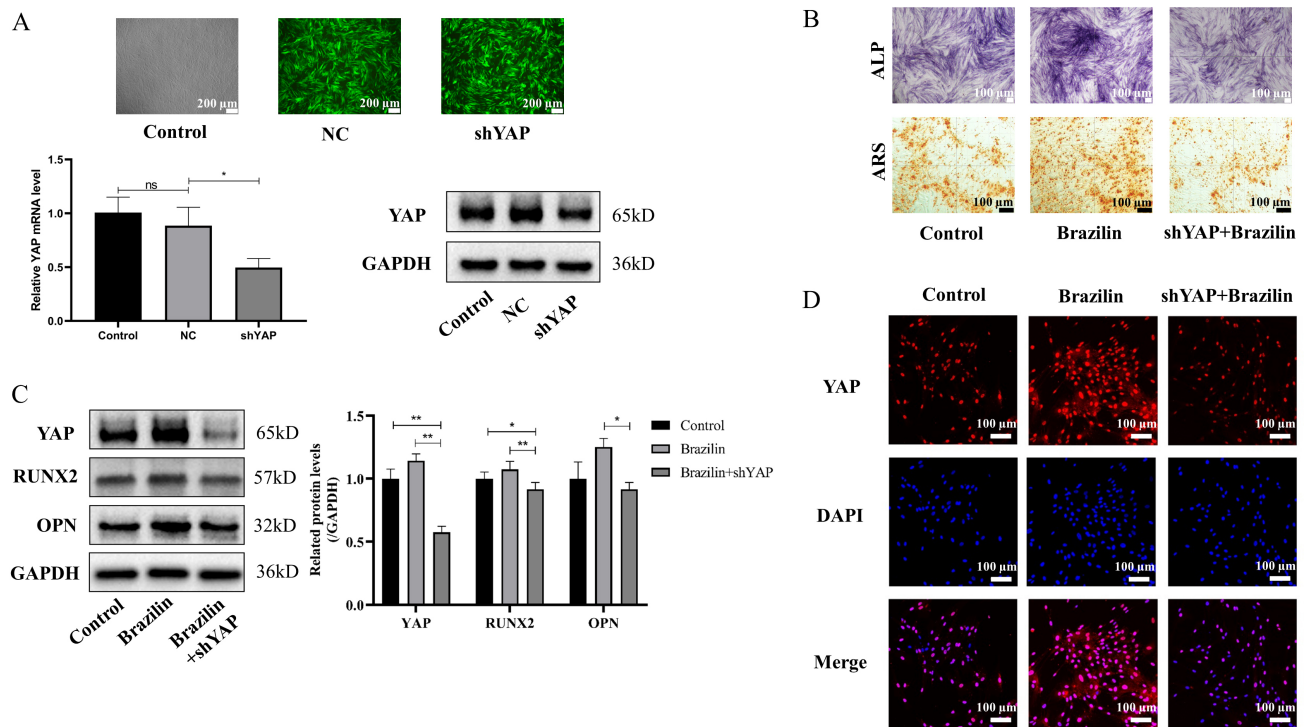 A
200 µm
200 µm
200 µm
Control
NC
shYAP
Relative YAP mRNA level
1.5
1.0
0.5
0.0
ns
*
Control
NC
shYAP
YAP
65kD
GAPDH
36kD
Control
NC
shYAP
B
ALP
100 µm
100 µm
100 µm
ARS
100 µm
100 µm
100 µm
Control
Brazilin
shYAP+Brazilin
C
YAP
65kD
RUNX2
57kD
OPN
32kD
GAPDH
36kD
Control
Brazilin
Brazilin
+shYAP
Related protein levels
(/GAPDH)
1.5
1.0
0.5
0.0
**
**
*
**
*
YAP
RUNX2
OPN
Control
Brazilin
Brazilin+shYAP
D
Control
Brazilin
shYAP+Brazilin
YAP
100 µm
100 µm
100 µm
DAPI
100 µm
100 µm
100 µm
Merge
100 µm
100 µm
100 µm